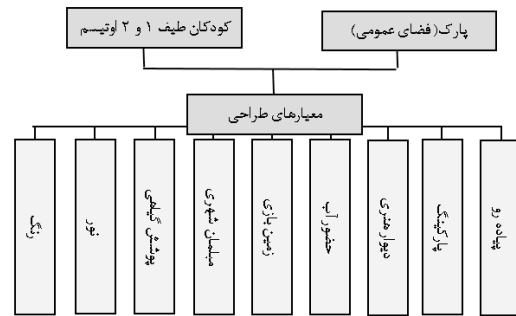 پارک( فضای عمومی)
کودکان طیف ۱ و ۲ اوتیسم
معیارهای طراحی
پیاده رو
پارکینگ
دیوار هنری
حضور آب
زمین بازی
مبلمان شهری
پوشش گیاهی
نور
رنگ